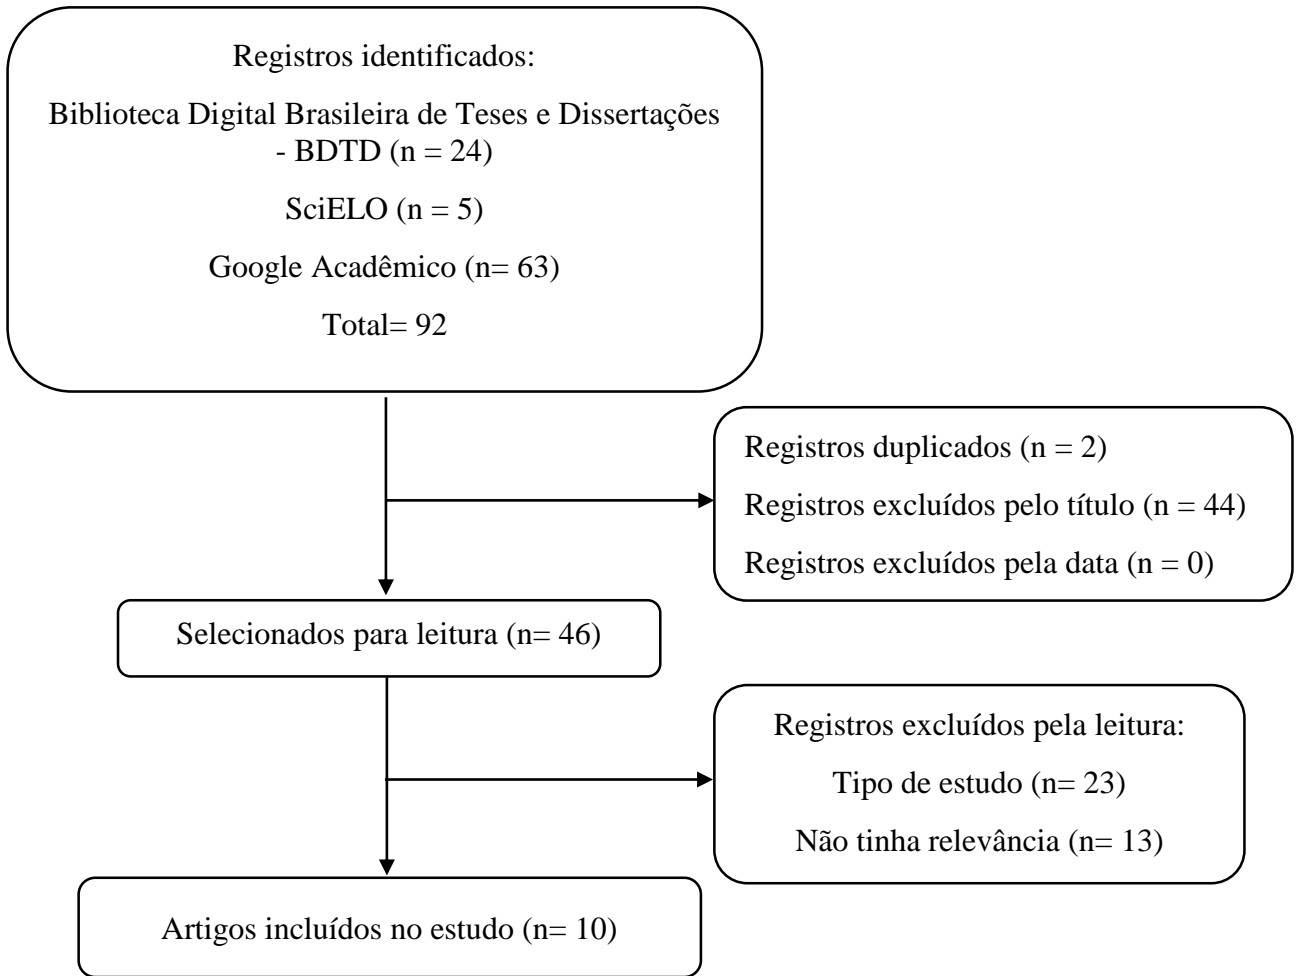 Registros identificados:
Biblioteca Digital Brasileira de Teses e Dissertações
- BDTD (n = 24)
SciELO (n = 5)
Google Acadêmico (n= 63)
Total= 92
Registros duplicados (n = 2)
Registros excluídos pelo título (n = 44)
Registros excluídos pela data (n = 0)
Selecionados para leitura (n= 46)
Registros excluídos pela leitura:
Tipo de estudo (n= 23)
Não tinha relevância (n= 13)
Artigos incluídos no estudo (n= 10)